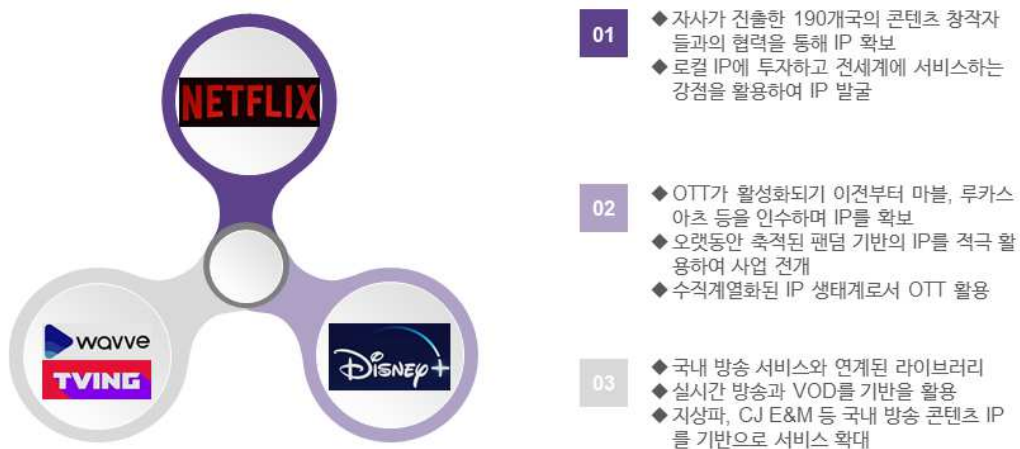 NETFLIX
wavve
TVING
Disney+
01
◆ 자사가 진출한 190개국의 콘텐츠 창작자
들과의 협력을 통해 IP 확보
◆ 로컬 IP에 투자하고 전세계에 서비스하는
강점을 활용하여 IP 발굴
02
◆ OTT가 활성화되기 이전부터 마블, 루카스
아츠 등을 인수하며 IP를 확보
◆ 오랫동안 축적된 팬덤 기반의 IP를 적극 활
용하여 사업 전개
◆ 수직계열화된 IP 생태계로서 OTT 활용
03
◆ 국내 방송 서비스와 연계된 라이브러리
◆ 실시간 방송과 VOD를 기반을 활용
◆ 지상파, CJ E&M 등 국내 방송 콘텐츠 IP
를 기반으로 서비스 확대